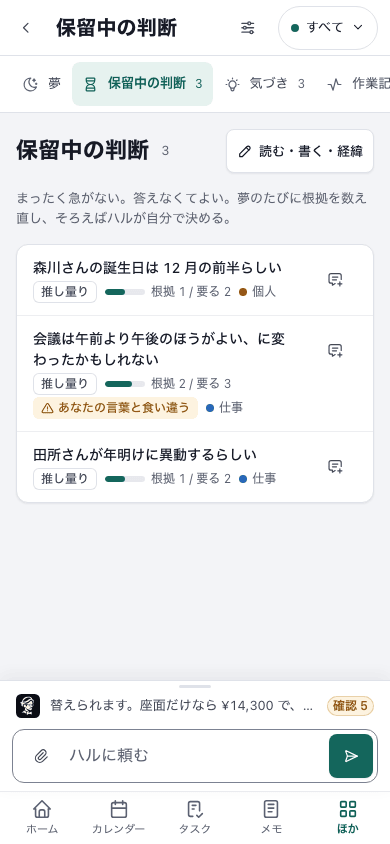 保留中の判断
すべて
夢
保留中の判断 3
気づき 3
作業記
保留中の判断 3
読む・書く・経緯
まったく急がない。答えなくてよい。夢のたびに根拠を数え
直し、そろえばハルが自分で決める。
森川さんの誕生日は 12 月の前半らしい
推し量り 根拠 1 / 要る 2 個人
会議は午前より午後のほうがよい、に変
わったかもしれない
推し量り 根拠 2 / 要る 3
あなたの言葉と食い違う 仕事
田所さんが年明けに異動するらしい
推し量り 根拠 1 / 要る 2 仕事
替えられます。座面だけなら ¥14,300 で、... 確認 5
ハルに頼む
ホーム カレンダー タスク メモ ほか